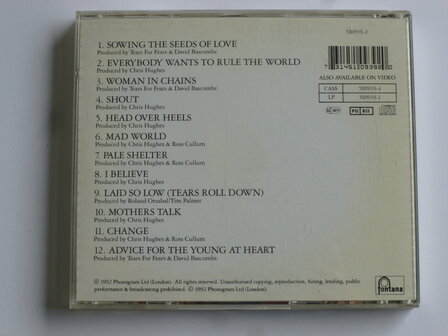 510939-2
1. SOWING THE SEEDS OF LOVE
Produced by Tears For Fears & David Bascombe
2. EVERYBODY WANTS TO RULE THE WORLD
Produced by Chris Hughes
3. WOMAN IN CHAINS
Produced by Tears For Fears & David Bascombe
4. SHOUT
Produced by Chris Hughes
5. HEAD OVER HEELS
Produced by Chris Hughes
6. MAD WORLD
Produced by Chris Hughes & Ross Cullum
7. PALE SHELTER
Produced by Chris Hughes & Ross Cullum
8. I BELIEVE
Produced by Chris Hughes
9. LAID SO LOW (TEARS ROLL DOWN)
Produced by Roland Orzabal/Tim Palmer
10. MOTHERS TALK
Produced by Chris Hughes
11. CHANGE
Produced by Chris Hughes & Ross Cullum
12. ADVICE FOR THE YOUNG AT HEART
Produced by Tears For Fears & David Bascombe
7 31451 09392 0
ALSO AVAILABLE ON VIDEO
CASS 510939-4
LP 510939-1
fontana
℗ 1992 Phonogram Ltd (London). All rights reserved. Unauthorised copying, reproduction, hiring, lending, public
performance & broadcasting prohibited. © 1992 Phonogram Ltd (London).